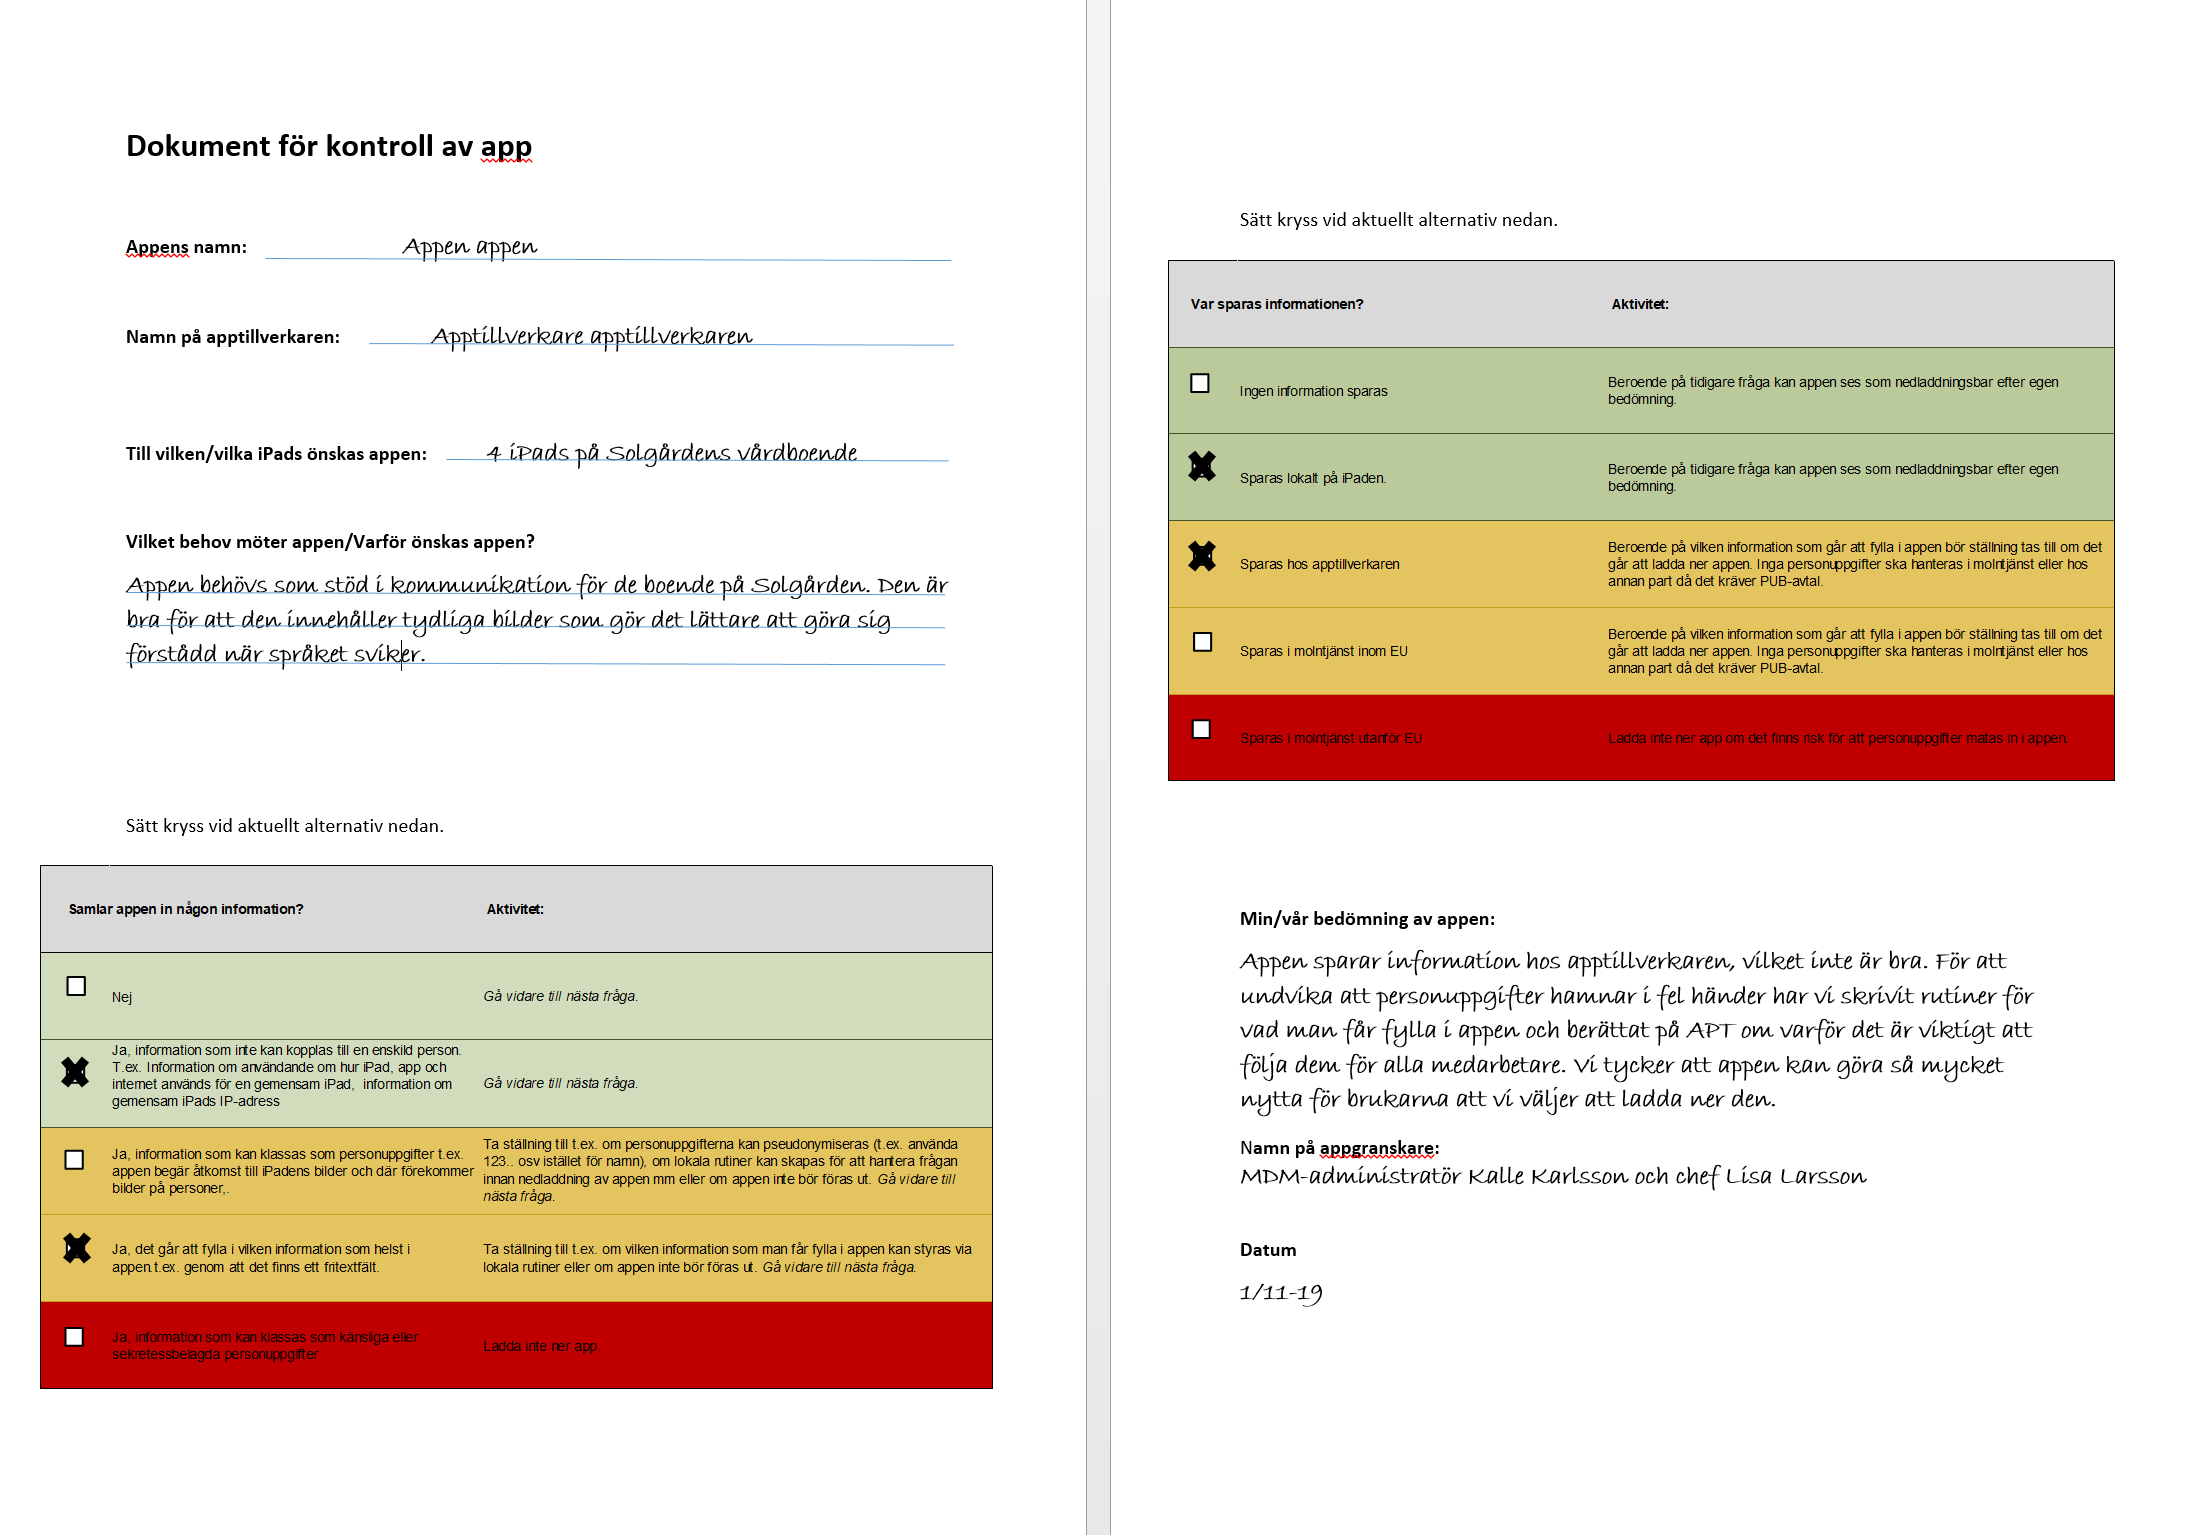 Dokument för kontroll av app
Appens namn: Appen appen
Namn på apptillverkaren: Apptillverkare apptillverkaren
Till vilken/vilka iPads önskas appen: 4 iPads på Solgårdens vårdboende
Vilket behov möter appen/Varför önskas appen?
Appen behövs som stöd i kommunikation för de boende på Solgården. Den är
bra för att den innehåller tydliga bilder som gör det lättare att göra sig
förstådd när språket sviker.
Sätt kryss vid aktuellt alternativ nedan.
Samlar appen in någon information? Aktivitet:
Nej
Gå vidare till nästa fråga.
Ja, information som inte kan kopplas till en enskild person.
T.ex. Information om användande om hur iPad, app och
internet används för en gemensam iPad, information om
gemensam iPads IP-adress
Gå vidare till nästa fråga.
Ja, information som kan klassas som personuppgifter t.ex.
appen begär åtkomst till iPadens bilder och där förekommer
bilder på personer,.
Ta ställning till t.ex. om personuppgifterna kan pseudonymiseras (t.ex. använda
123.. osv istället för namn), om lokala rutiner kan skapas för att hantera frågan
innan nedladdning av appen mm eller om appen inte bör föras ut. Gå vidare till
nästa fråga.
Ja, det går att fylla i vilken information som helst i
appen.t.ex. genom att det finns ett fritextfält.
Ta ställning till t.ex. om vilken information som man får fylla i appen kan styras via
lokala rutiner eller om appen inte bör föras ut. Gå vidare till nästa fråga.
Ja, information som kan klassas som känsliga eller
sekretessbelagda personuppgifter
Ladda inte ner app.
Sätt kryss vid aktuellt alternativ nedan.
Var sparas informationen? Aktivitet:
Ingen information sparas
Beroende på tidigare fråga kan appen ses som nedladdningsbar efter egen
bedömning.
Sparas lokalt på iPaden.
Beroende på tidigare fråga kan appen ses som nedladdningsbar efter egen
bedömning.
Sparas hos apptillverkaren
Beroende på vilken information som går att fylla i appen bör ställning tas till om det
går att ladda ner appen. Inga personuppgifter ska hanteras i molntjänst eller hos
annan part då det kräver PUB-avtal.
Sparas i molntjänst inom EU
Beroende på vilken information som går att fylla i appen bör ställning tas till om det
går att ladda ner appen. Inga personuppgifter ska hanteras i molntjänst eller hos
annan part då det kräver PUB-avtal.
Sparas i molntjänst utanför EU
Ladda inte ner app om det finns risk för att personuppgifter matas in i appen.
Min/vår bedömning av appen:
Appen sparar information hos apptillverkaren, vilket inte är bra. För att
undvika att personuppgifter hamnar i fel händer har vi skrivit rutiner för
vad man får fylla i appen och berättat på APT om varför det är viktigt att
följa dem för alla medarbetare. Vi tycker att appen kan göra så mycket
nytta för brukarna att vi väljer att ladda ner den.
Namn på appgranskare:
MDM-administratör Kalle Karlsson och chef Lisa Larsson
Datum
1/11-19